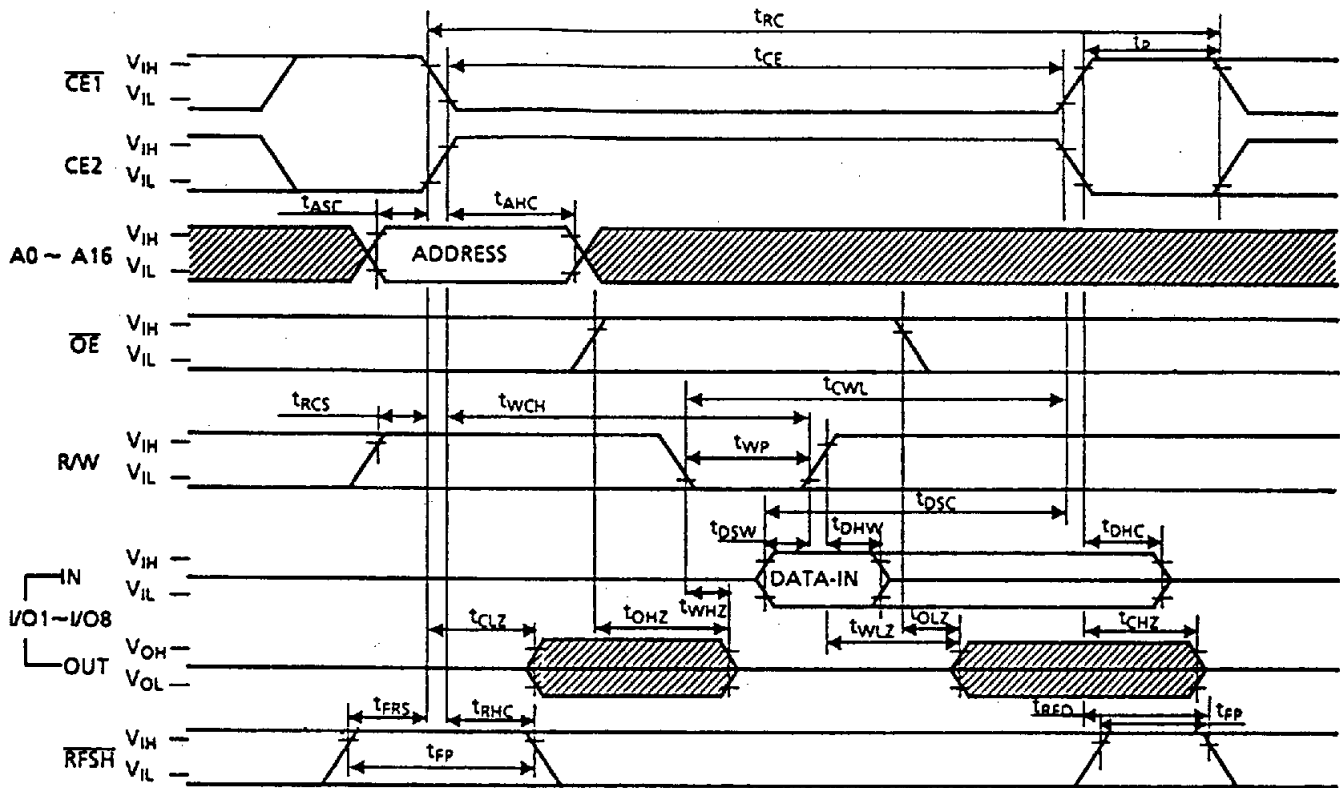 tRC
tP
CE1 VIH VIL
tCE
CE2 VIH VIL
tASC tAHC
A0 ~ A16 VIH VIL ADDRESS
OE VIH VIL
tCWL
tRCS tWCH
R/W VIH VIL
tWP
tDSC
tDSW tDHW tDHC
IN VIH VIL DATA-IN
I/O1~I/O8
tWHZ
tCLZ tOHZ tOLZ tWLZ tCHZ
OUT VOH VOL
tFRS tRHC tRFD tFP
RFSH VIH VIL
tFP